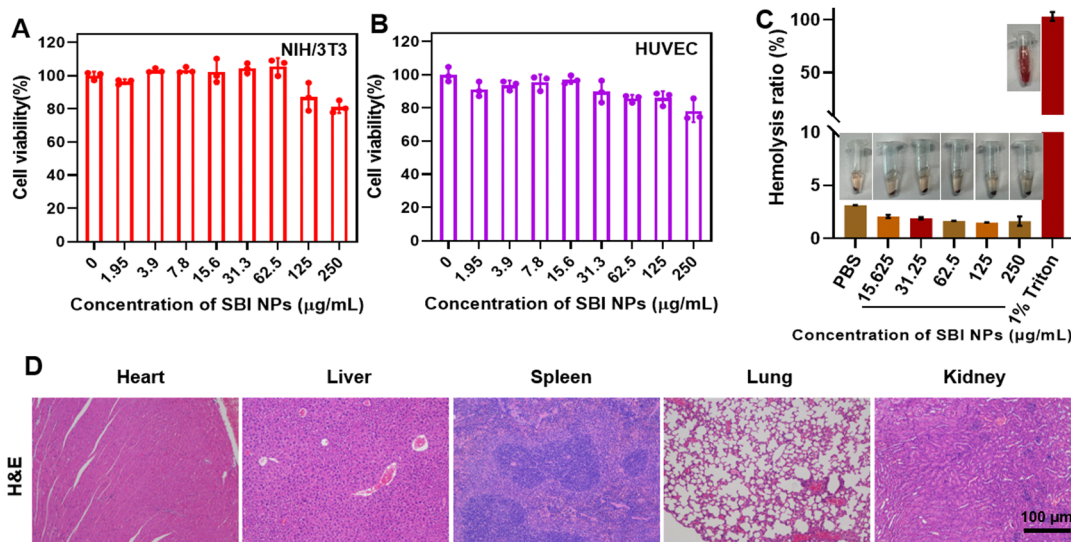 A
NIH/3T3
Cell viability(%)
120
100
80
60
40
20
0
0 1.95 3.9 7.8 15.6 31.3 62.5 125 250
Concentration of SBI NPs (μg/mL)
B
HUVEC
Cell viability(%)
120
100
80
60
40
20
0
0 1.95 3.9 7.8 15.6 31.3 62.5 125 250
Concentration of SBI NPs (μg/mL)
C
Hemolysis ratio (%)
100
50
10
5
0
PBS 15.625 31.25 62.5 125 250 1% Triton
Concentration of SBI NPs (μg/mL)
D
Heart Liver Spleen Lung Kidney
H&E
100 μm